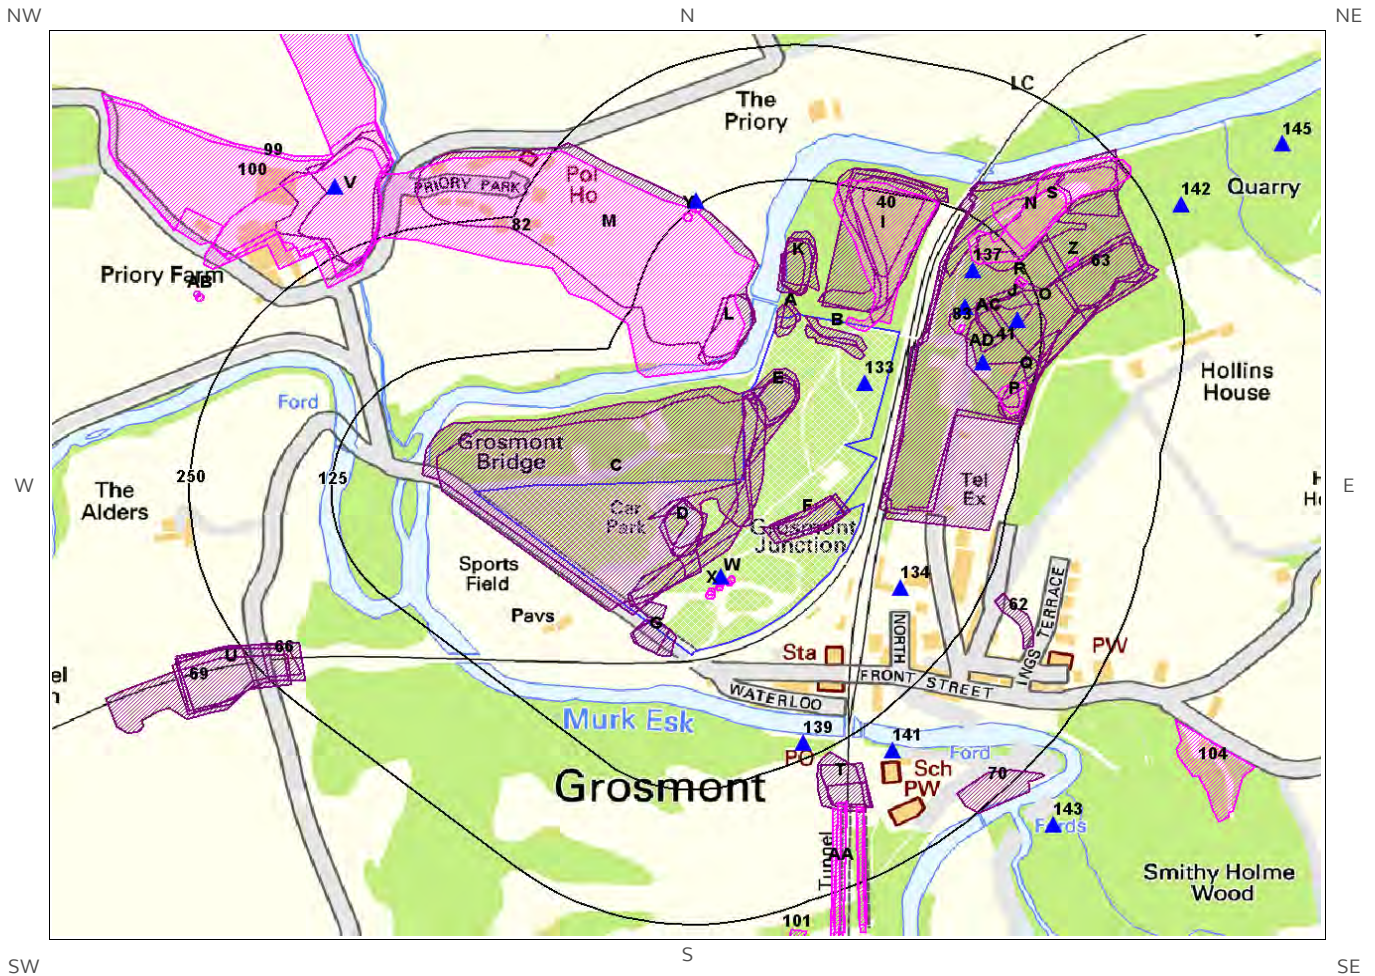 NW
N
NE
LC
The
Priory
99
100
V
PRIORY PARK
Pol
Ho
82
M
Y
40
I
K
A
B
L
N
S
137
Z
63
R
J
O
AC
41
AD
Q
P
145
142
Quarry
Priory Farm
AB
133
E
Hollins
House
Ford
Grosmont
Bridge
C
W
250
125
The
Alders
Car
Park
D
F
Grosmont
Junction
Tel
Ex
E
Sports
Field
X
W
134
62
Pavs
G
NORTH
INGS TERRACE
PW
Sta
U
66
69
FRONT STREET
WATERLOO
Murk Esk
139
PO
141
Ford
104
Grosmont
T
Sch
PW
70
143
Fords
Tunnel
AA
Smithy Holme
Wood
101
SW
S
SE